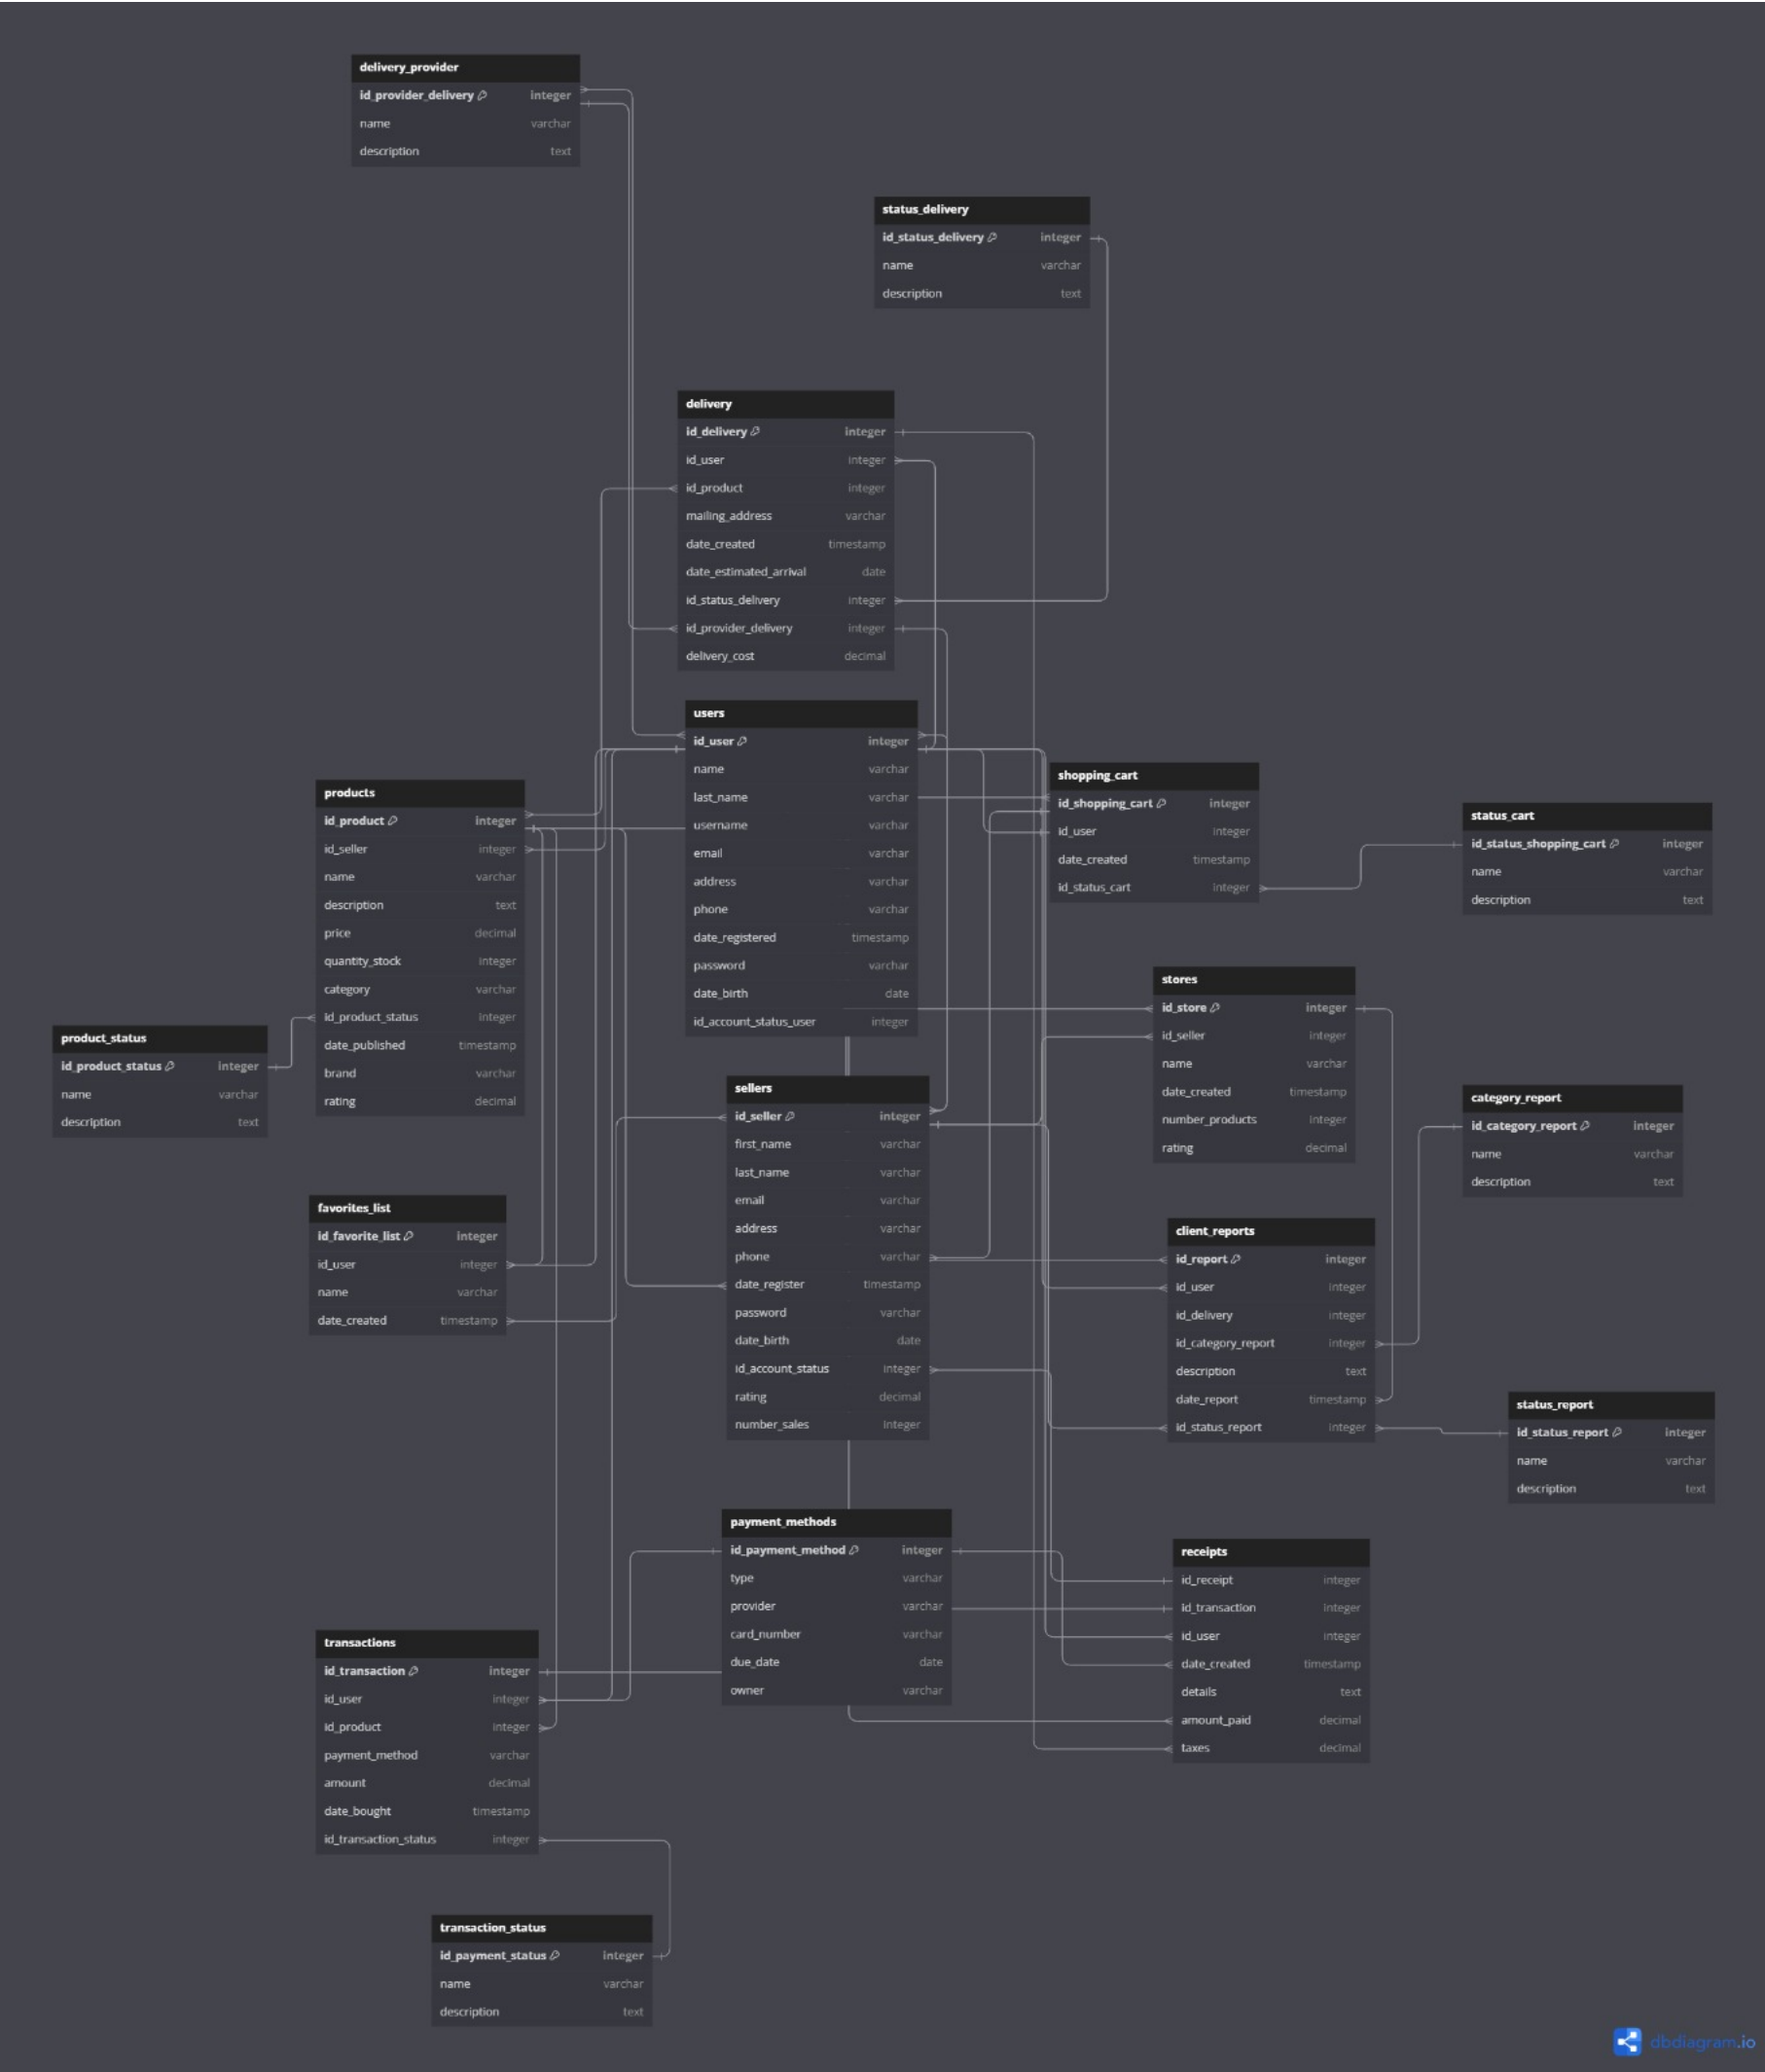 delivery_provider
id_provider_delivery integer
name varchar
description text
status_delivery
id_status_delivery integer
name varchar
description text
delivery
id_delivery integer
id_user integer
id_product integer
mailing_address varchar
date_created timestamp
date_estimated_arrival date
id_status_delivery integer
id_provider_delivery integer
delivery_cost decimal
users
id_user integer
name varchar
last_name varchar
username varchar
email varchar
address varchar
phone varchar
date_registered timestamp
password varchar
date_birth date
id_account_status_user integer
shopping_cart
id_shopping_cart integer
id_user integer
date_created timestamp
id_status_cart integer
status_cart
id_status_shopping_cart integer
name varchar
description text
products
id_product integer
id_seller integer
name varchar
description text
price decimal
quantity_stock integer
category varchar
id_product_status integer
date_published timestamp
brand varchar
rating decimal
product_status
id_product_status integer
name varchar
description text
stores
id_store integer
id_seller integer
name varchar
date_created timestamp
number_products integer
rating decimal
sellers
id_seller integer
first_name varchar
last_name varchar
email varchar
address varchar
phone varchar
date_register timestamp
password varchar
date_birth date
id_account_status integer
rating decimal
number_sales integer
category_report
id_category_report integer
name varchar
description text
favorites_list
id_favorite_list integer
id_user integer
name varchar
date_created timestamp
client_reports
id_report integer
id_user integer
id_delivery integer
id_category_report integer
description text
date_report timestamp
id_status_report integer
status_report
id_status_report integer
name varchar
description text
payment_methods
id_payment_method integer
type varchar
provider varchar
card_number varchar
due_date date
owner varchar
receipts
id_receipt integer
id_transaction integer
id_user integer
date_created timestamp
details text
amount_paid decimal
taxes decimal
transactions
id_transaction integer
id_user integer
id_product integer
payment_method varchar
amount decimal
date_bought timestamp
id_transaction_status integer
transaction_status
id_payment_status integer
name varchar
description text
dbdiagram.io